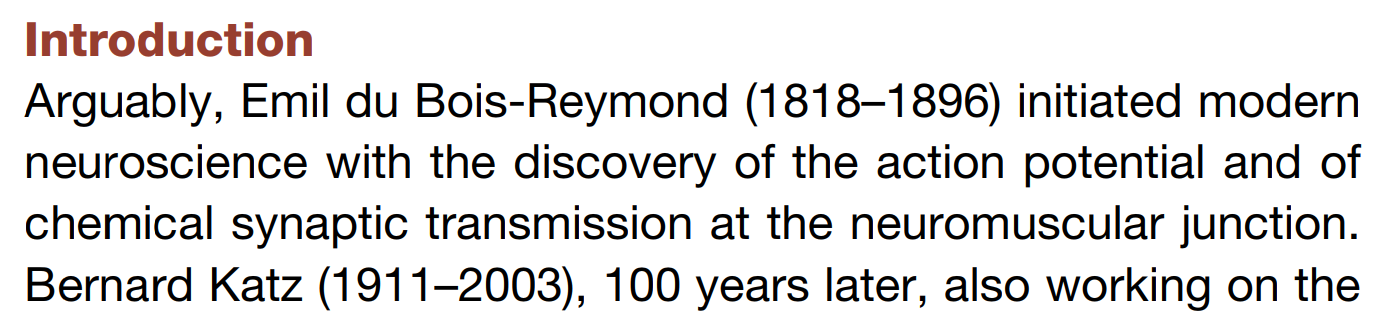 Introduction
Arguably, Emil du Bois-Reymond (1818–1896) initiated modern
neuroscience with the discovery of the action potential and of
chemical synaptic transmission at the neuromuscular junction.
Bernard Katz (1911–2003), 100 years later, also working on the